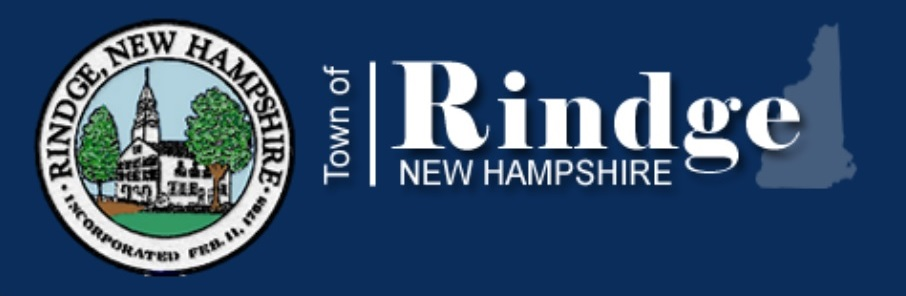 RINDGE, NEW HAMPSHIRE.
INCORPORATED FEB. 11, 1768
Town of
Rindge
NEW HAMPSHIRE